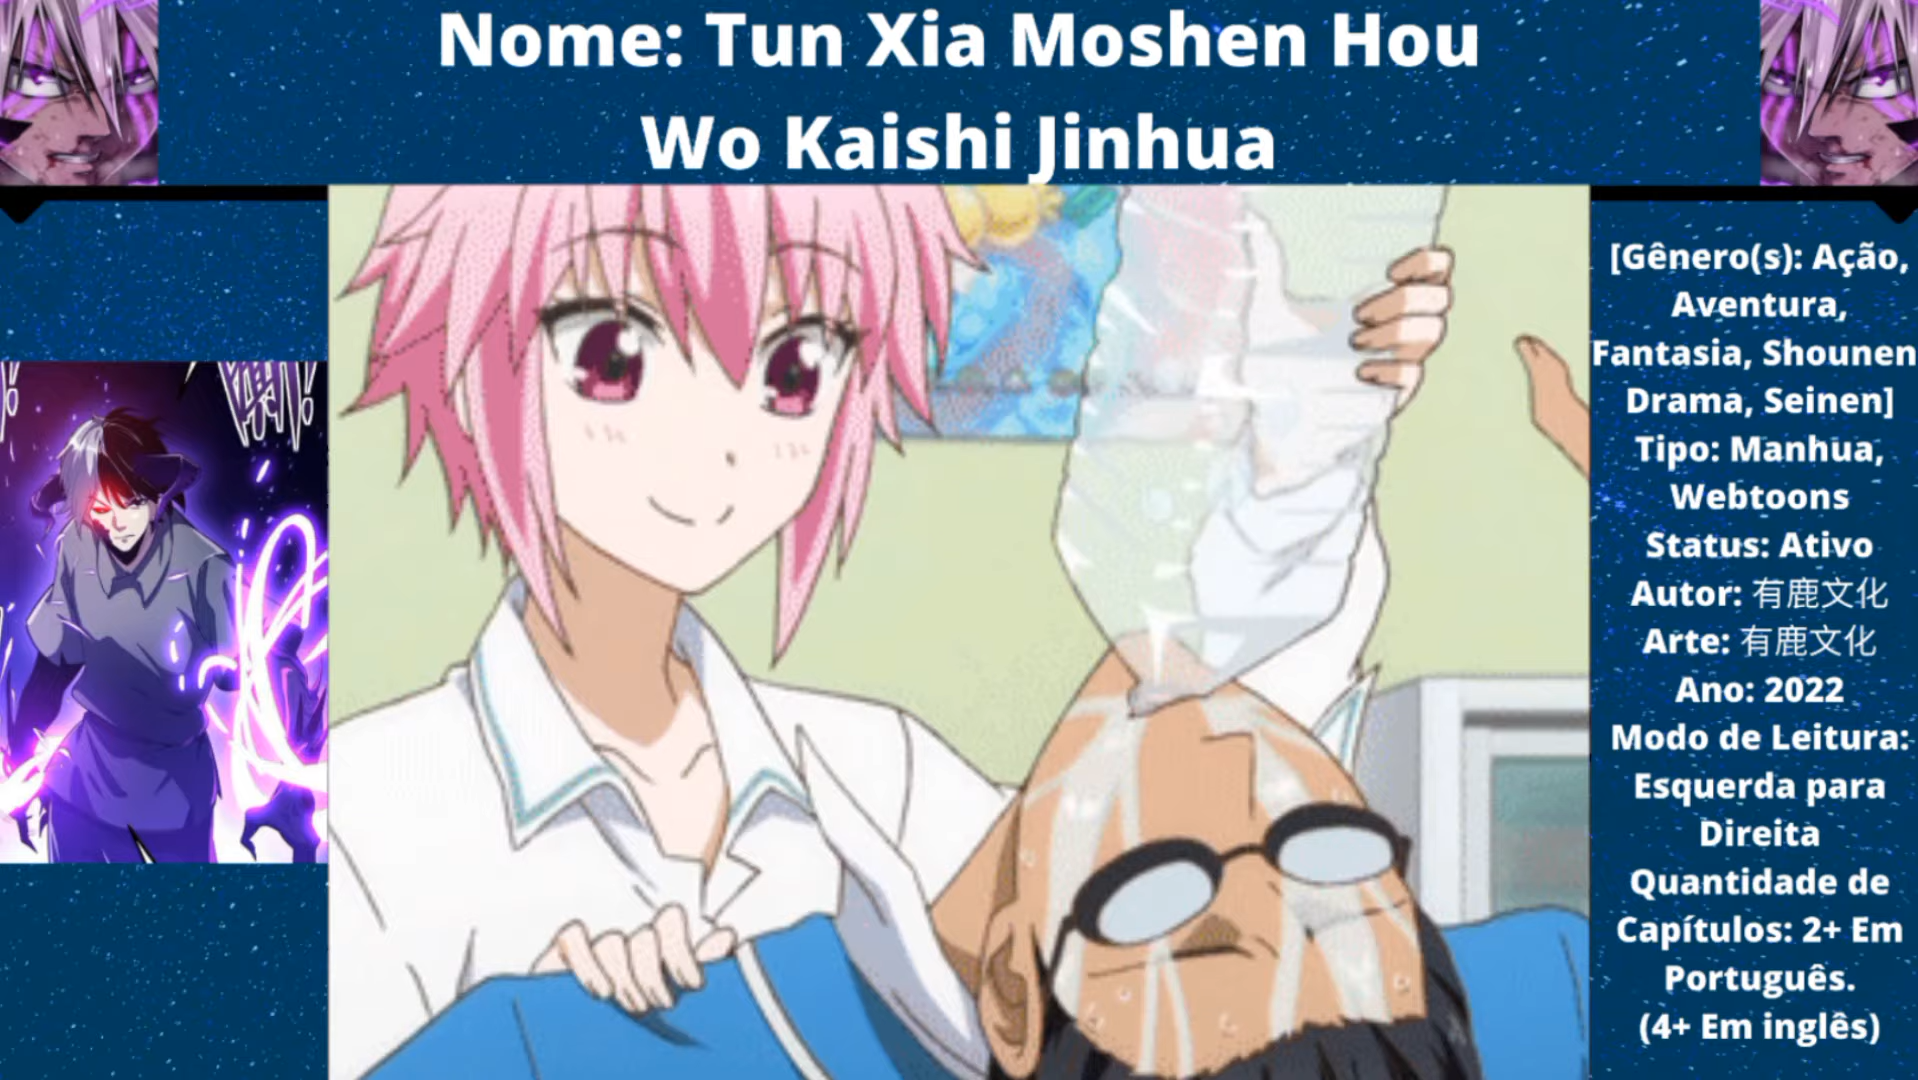 Nome: Tun Xia Moshen Hou
Wo Kaishi Jinhua
[Gênero(s): Ação,
Aventura,
Fantasia, Shounen
Drama, Seinen]
Tipo: Manhua,
Webtoons
Status: Ativo
Autor: 有鹿文化
Arte: 有鹿文化
Ano: 2022
Modo de Leitura:
Esquerda para
Direita
Quantidade de
Capítulos: 2+ Em
Português.
(4+ Em inglês)